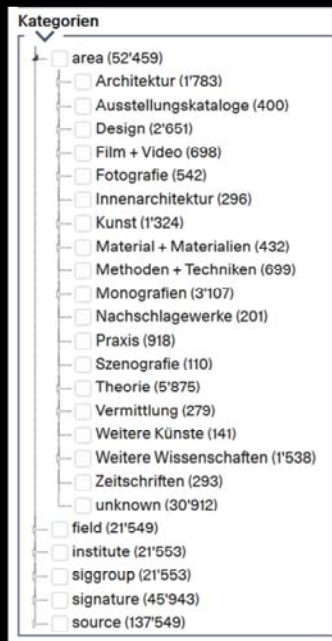 Kategorien
area (52'459)
Architektur (1'783)
Ausstellungskataloge (400)
Design (2'651)
Film + Video (698)
Fotografie (542)
Innenarchitektur (296)
Kunst (1'324)
Material + Materialien (432)
Methoden + Techniken (699)
Monografien (3'107)
Nachschlagewerke (201)
Praxis (918)
Szenografie (110)
Theorie (5'875)
Vermittlung (279)
Weitere Künste (141)
Weitere Wissenschaften (1'538)
Zeitschriften (293)
unknown (30'912)
field (21'549)
institute (21'553)
siggroup (21'553)
signature (45'943)
source (137'549)